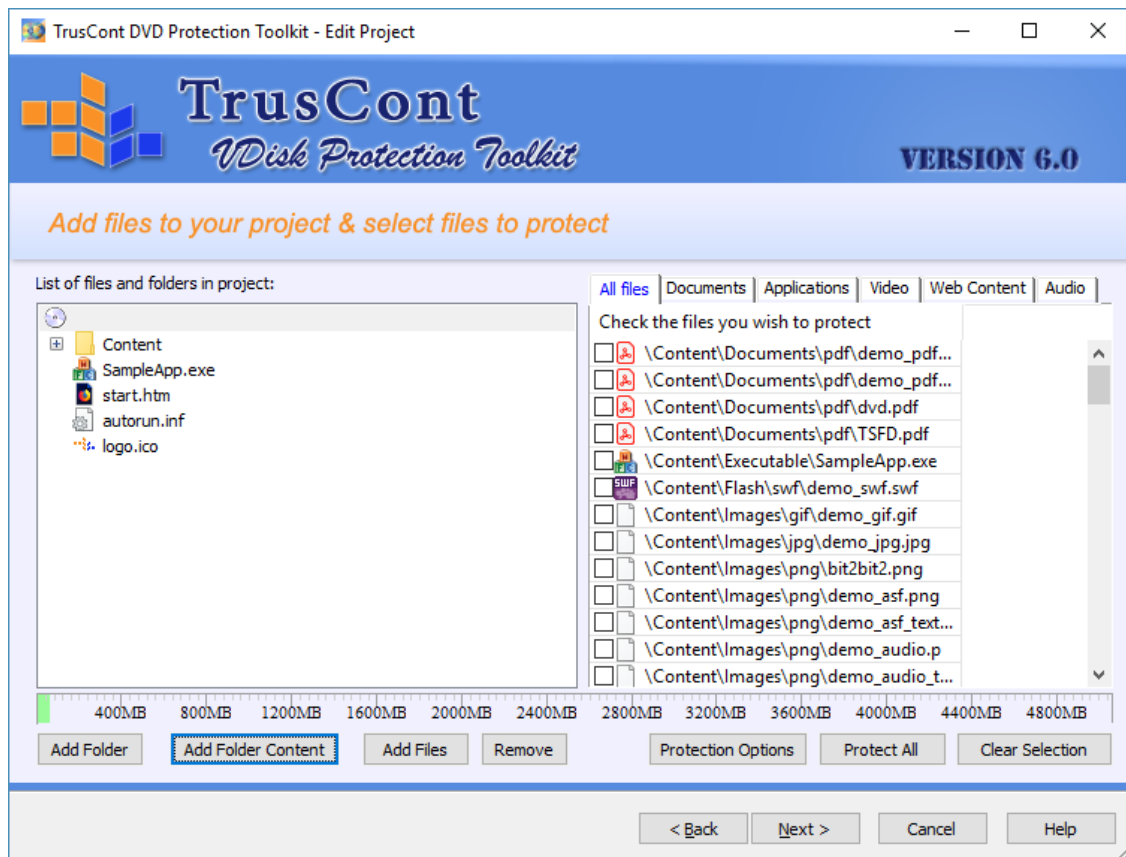 TrusCont DVD Protection Toolkit - Edit Project
TrusCont
VDisk Protection Toolkit
VERSION 6.0
Add files to your project & select files to protect
List of files and folders in project:
Content
SampleApp.exe
start.htm
autorun.inf
logo.ico
All files Documents Applications Video Web Content Audio
Check the files you wish to protect
\Content\Documents\pdf\demo_pdf...
\Content\Documents\pdf\demo_pdf...
\Content\Documents\pdf\dvd.pdf
\Content\Documents\pdf\TSFD.pdf
\Content\Executable\SampleApp.exe
SWF \Content\Flash\swf\demo_swf.swf
\Content\Images\gif\demo_gif.gif
\Content\Images\jpg\demo_jpg.jpg
\Content\Images\png\bit2bit2.png
\Content\Images\png\demo_asf.png
\Content\Images\png\demo_asf_text...
\Content\Images\png\demo_audio.p
\Content\Images\png\demo_audio_t...
400MB 800MB 1200MB 1600MB 2000MB 2400MB 2800MB 3200MB 3600MB 4000MB 4400MB 4800MB
Add Folder Add Folder Content Add Files Remove Protection Options Protect All Clear Selection
< Back Next > Cancel Help